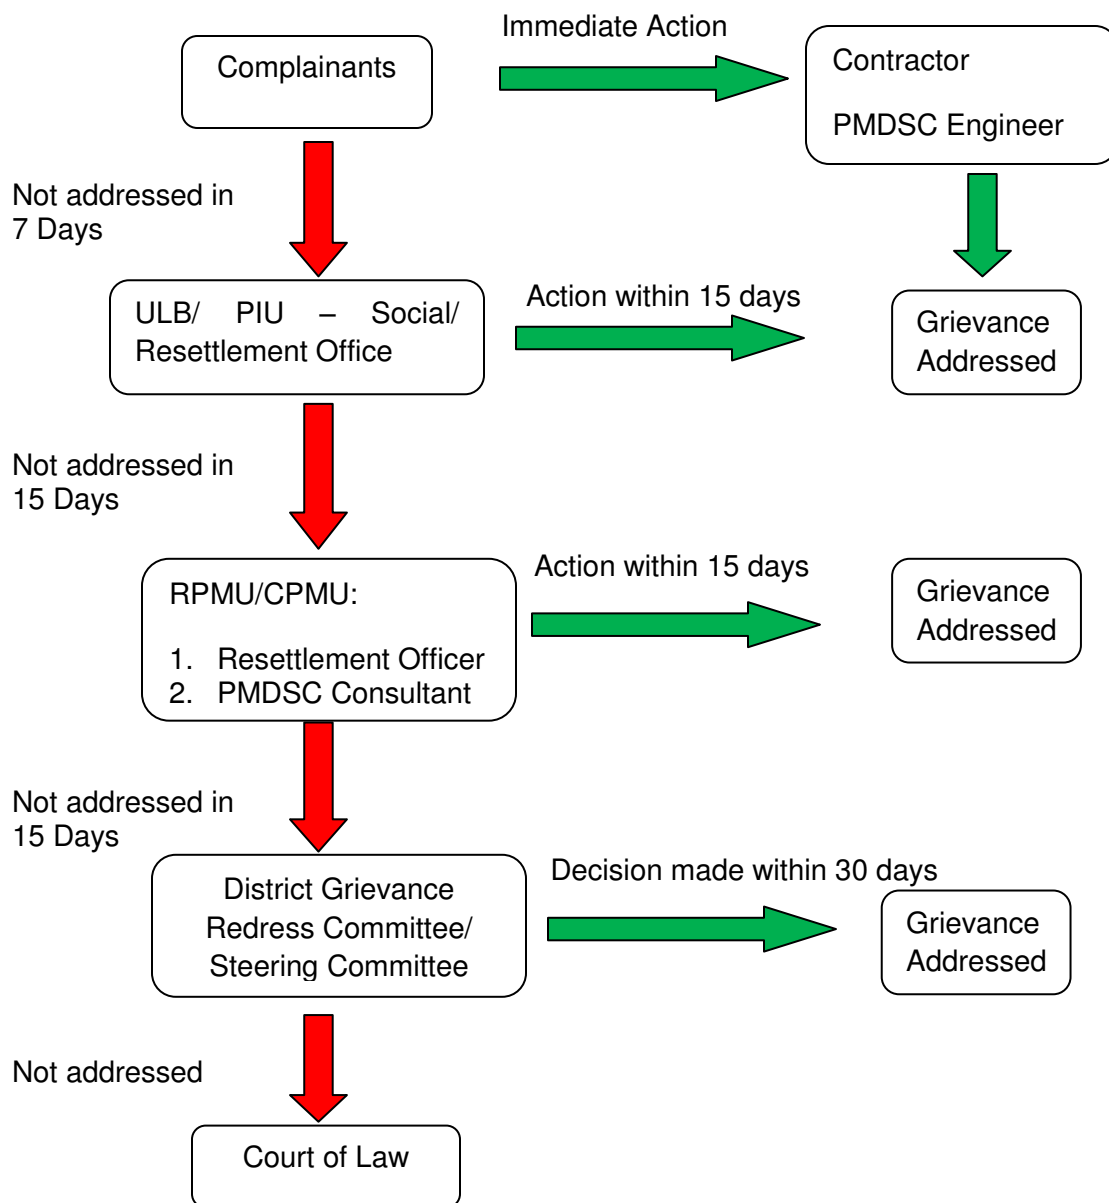 Immediate Action
Complainants
Contractor
PMDSC Engineer
Not addressed in
7 Days
ULB/ PIU – Social/
Resettlement Office
Action within 15 days
Grievance
Addressed
Not addressed in
15 Days
RPMU/CPMU:
1. Resettlement Officer
2. PMDSC Consultant
Action within 15 days
Grievance
Addressed
Not addressed in
15 Days
District Grievance
Redress Committee/
Steering Committee
Decision made within 30 days
Grievance
Addressed
Not addressed
Court of Law